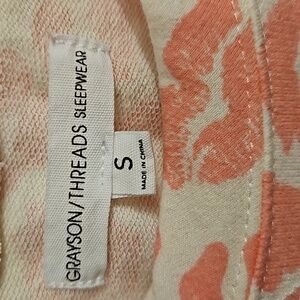 GRAYSON/THREADS SLEEPWEAR
S
MADE IN CHINA